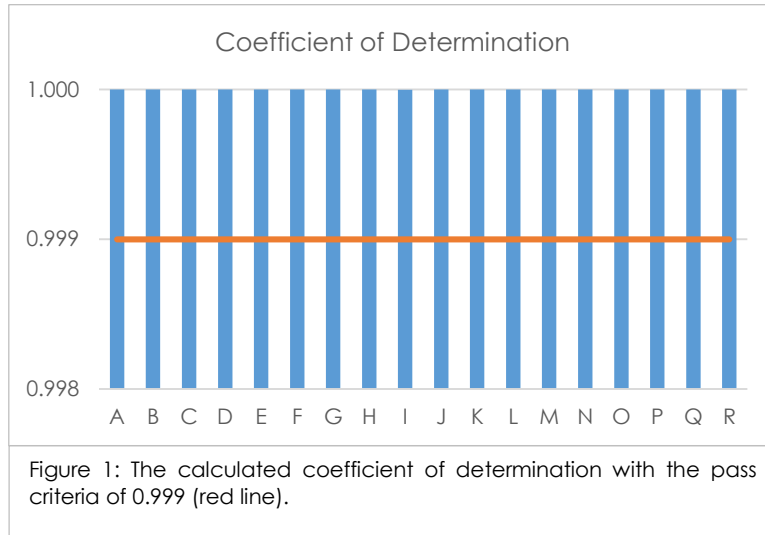 Coefficient of Determination
1.000
0.999
0.998
A B C D E F G H I J K L M N O P Q R
Figure 1: The calculated coefficient of determination with the pass
criteria of 0.999 (red line).